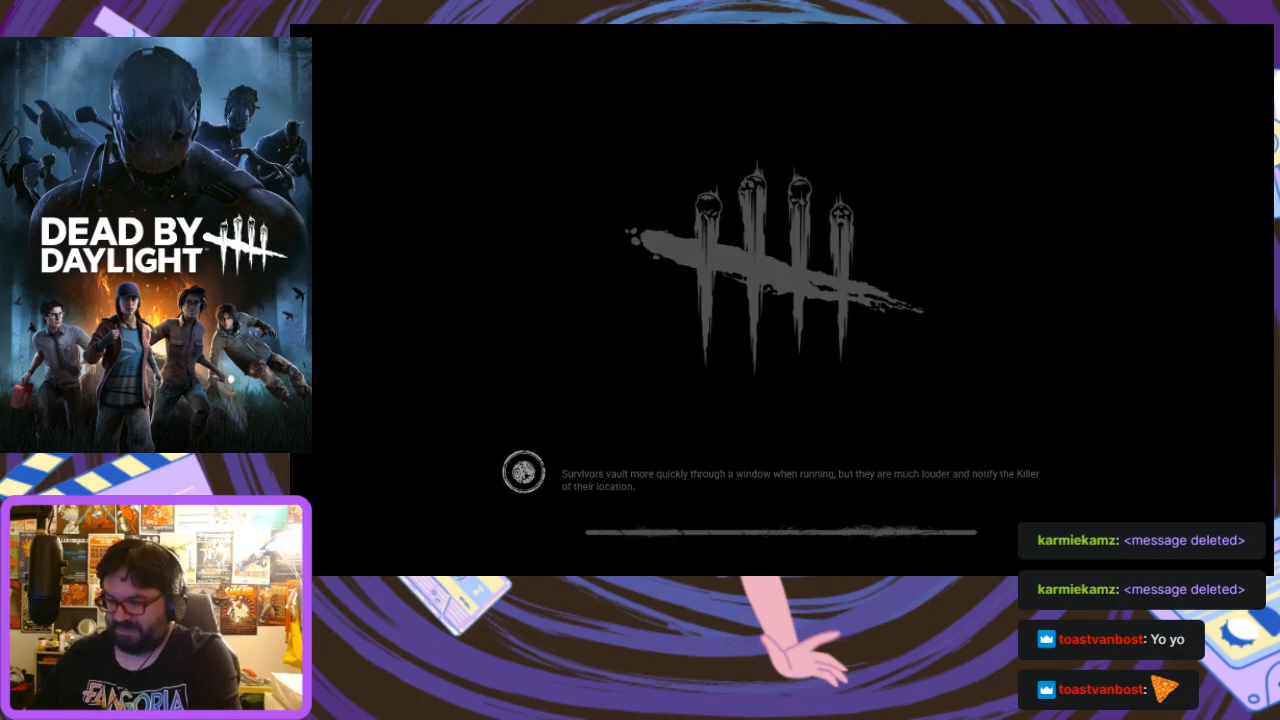 DEAD BY
DAYLIGHT
Survivors vault more quickly through a window when running, but they are much louder and notify the Killer
of their location.
karmiekamz: <message deleted>
karmiekamz: <message deleted>
toastvanbost: Yo yo
toastvanbost:
FANGORIA